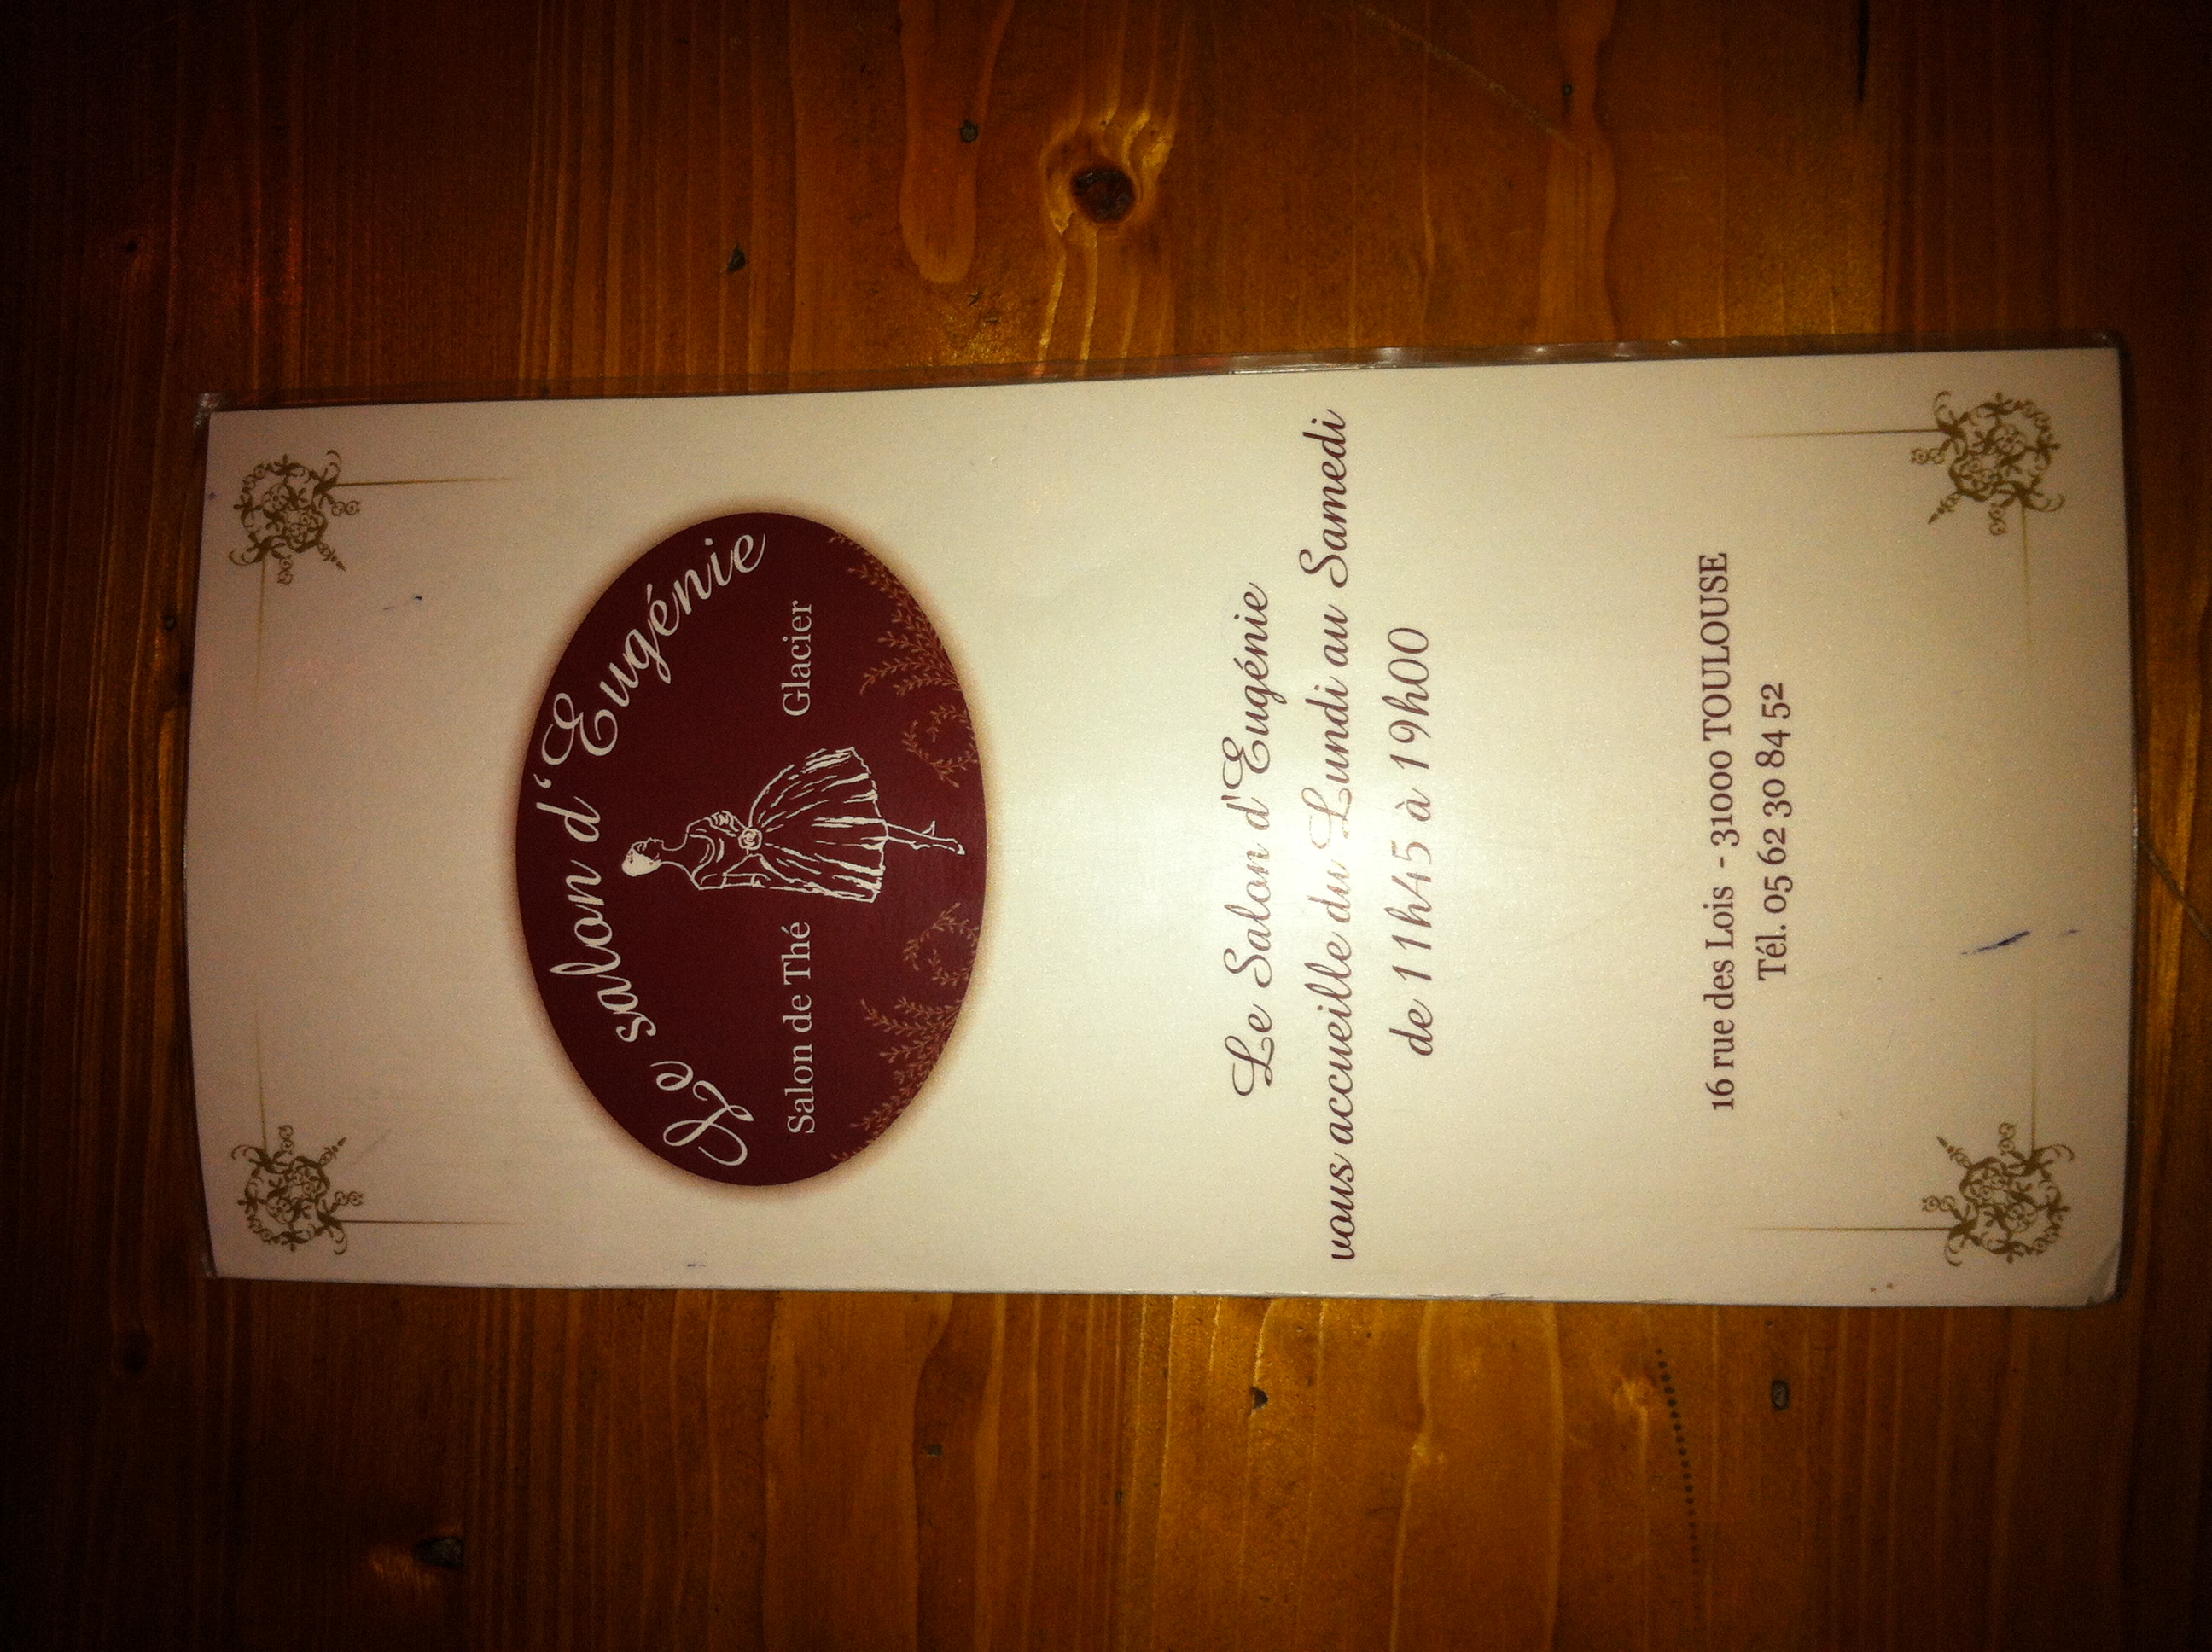 Le salon d'Eugénie
Salon de Thé
Glacier
Le Salon d'Eugénie
vous accueille du Lundi au Samedi
de 11h45 à 19h00
16 rue des Lois - 31000 TOULOUSE
Tél. 05 62 30 84 52